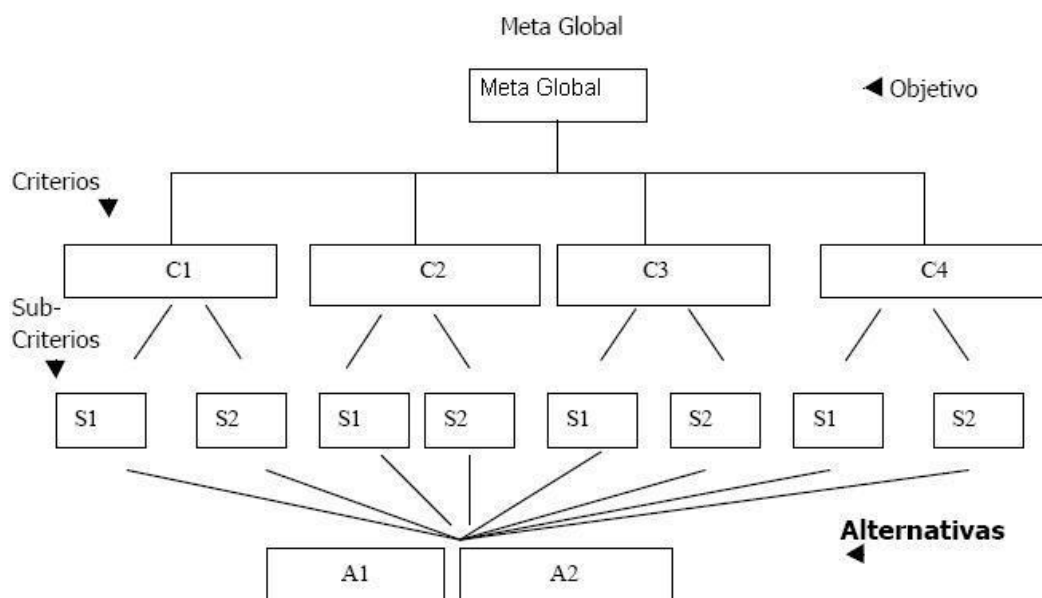 Meta Global
Meta Global
Objetivo
Criterios
C1 C2 C3 C4
Sub-
Criterios
S1 S2 S1 S2 S1 S2 S1 S2
Alternativas
A1 A2